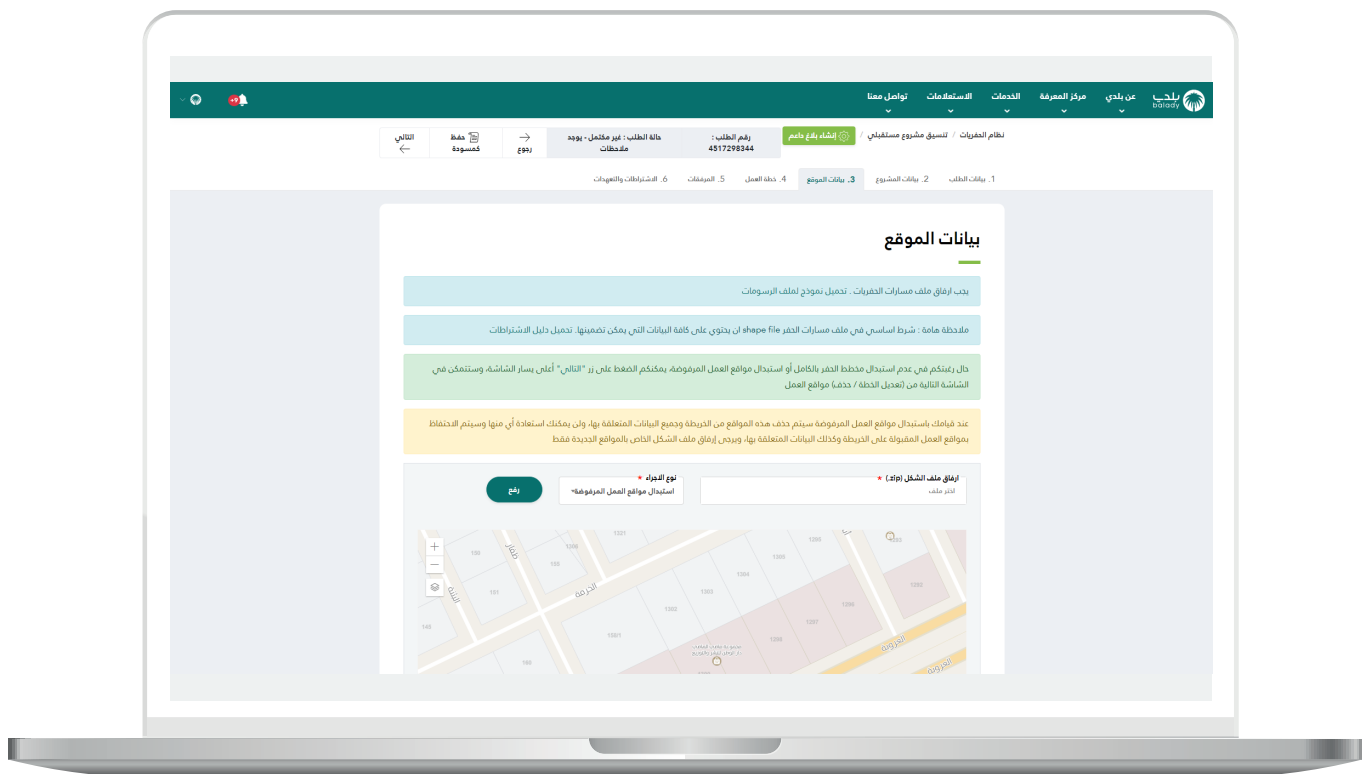 بلدي
balady
عن بلدي
مركز المعرفة
الخدمات
الاستعلامات
تواصل معنا
+9
نظام الحفريات / تنسيق مشروع مستقبلي /
إنشاء بلاغ داعم
رقم الطلب :
4517298344
حالة الطلب : غير مكتمل - يوجد
ملاحظات
رجوع
حفظ
كمسودة
التالي
1. بيانات الطلب
2. بيانات المشروع
3. بيانات الموقع
4. خطة العمل
5. المرفقات
6. الاشتراطات والتعهدات
بيانات الموقع
يجب ارفاق ملف مسارات الحفريات . تحميل نموذج لملف الرسومات
ملاحظة هامة : شرط اساسي في ملف مسارات الحفر shape file ان يحتوي على كافة البيانات التي يمكن تضمينها. تحميل دليل الاشتراطات
حال رغبتكم في عدم استبدال مخطط الحفر بالكامل أو استبدال مواقع العمل المرفوضة، يمكنكم الضغط على زر "التالي" أعلى يسار الشاشة، وستتمكن في
الشاشة التالية من (تعديل الخطة / حذف) مواقع العمل
عند قيامك باستبدال مواقع العمل المرفوضة سيتم حذف هذه المواقع من الخريطة وجميع البيانات المتعلقة بها، ولن يمكنك استعادة أي منها وسيتم الاحتفاظ
بمواقع العمل المقبولة على الخريطة وكذلك البيانات المتعلقة بها، ويرجى إرفاق ملف الشكل الخاص بالمواقع الجديدة فقط
ارفاق ملف الشكل (zip.) *
اختر ملف
نوع الاجراء *
استبدال مواقع العمل المرفوضة
رفع
ظفار
الخرمة
البثنة
العروبة
العروبة